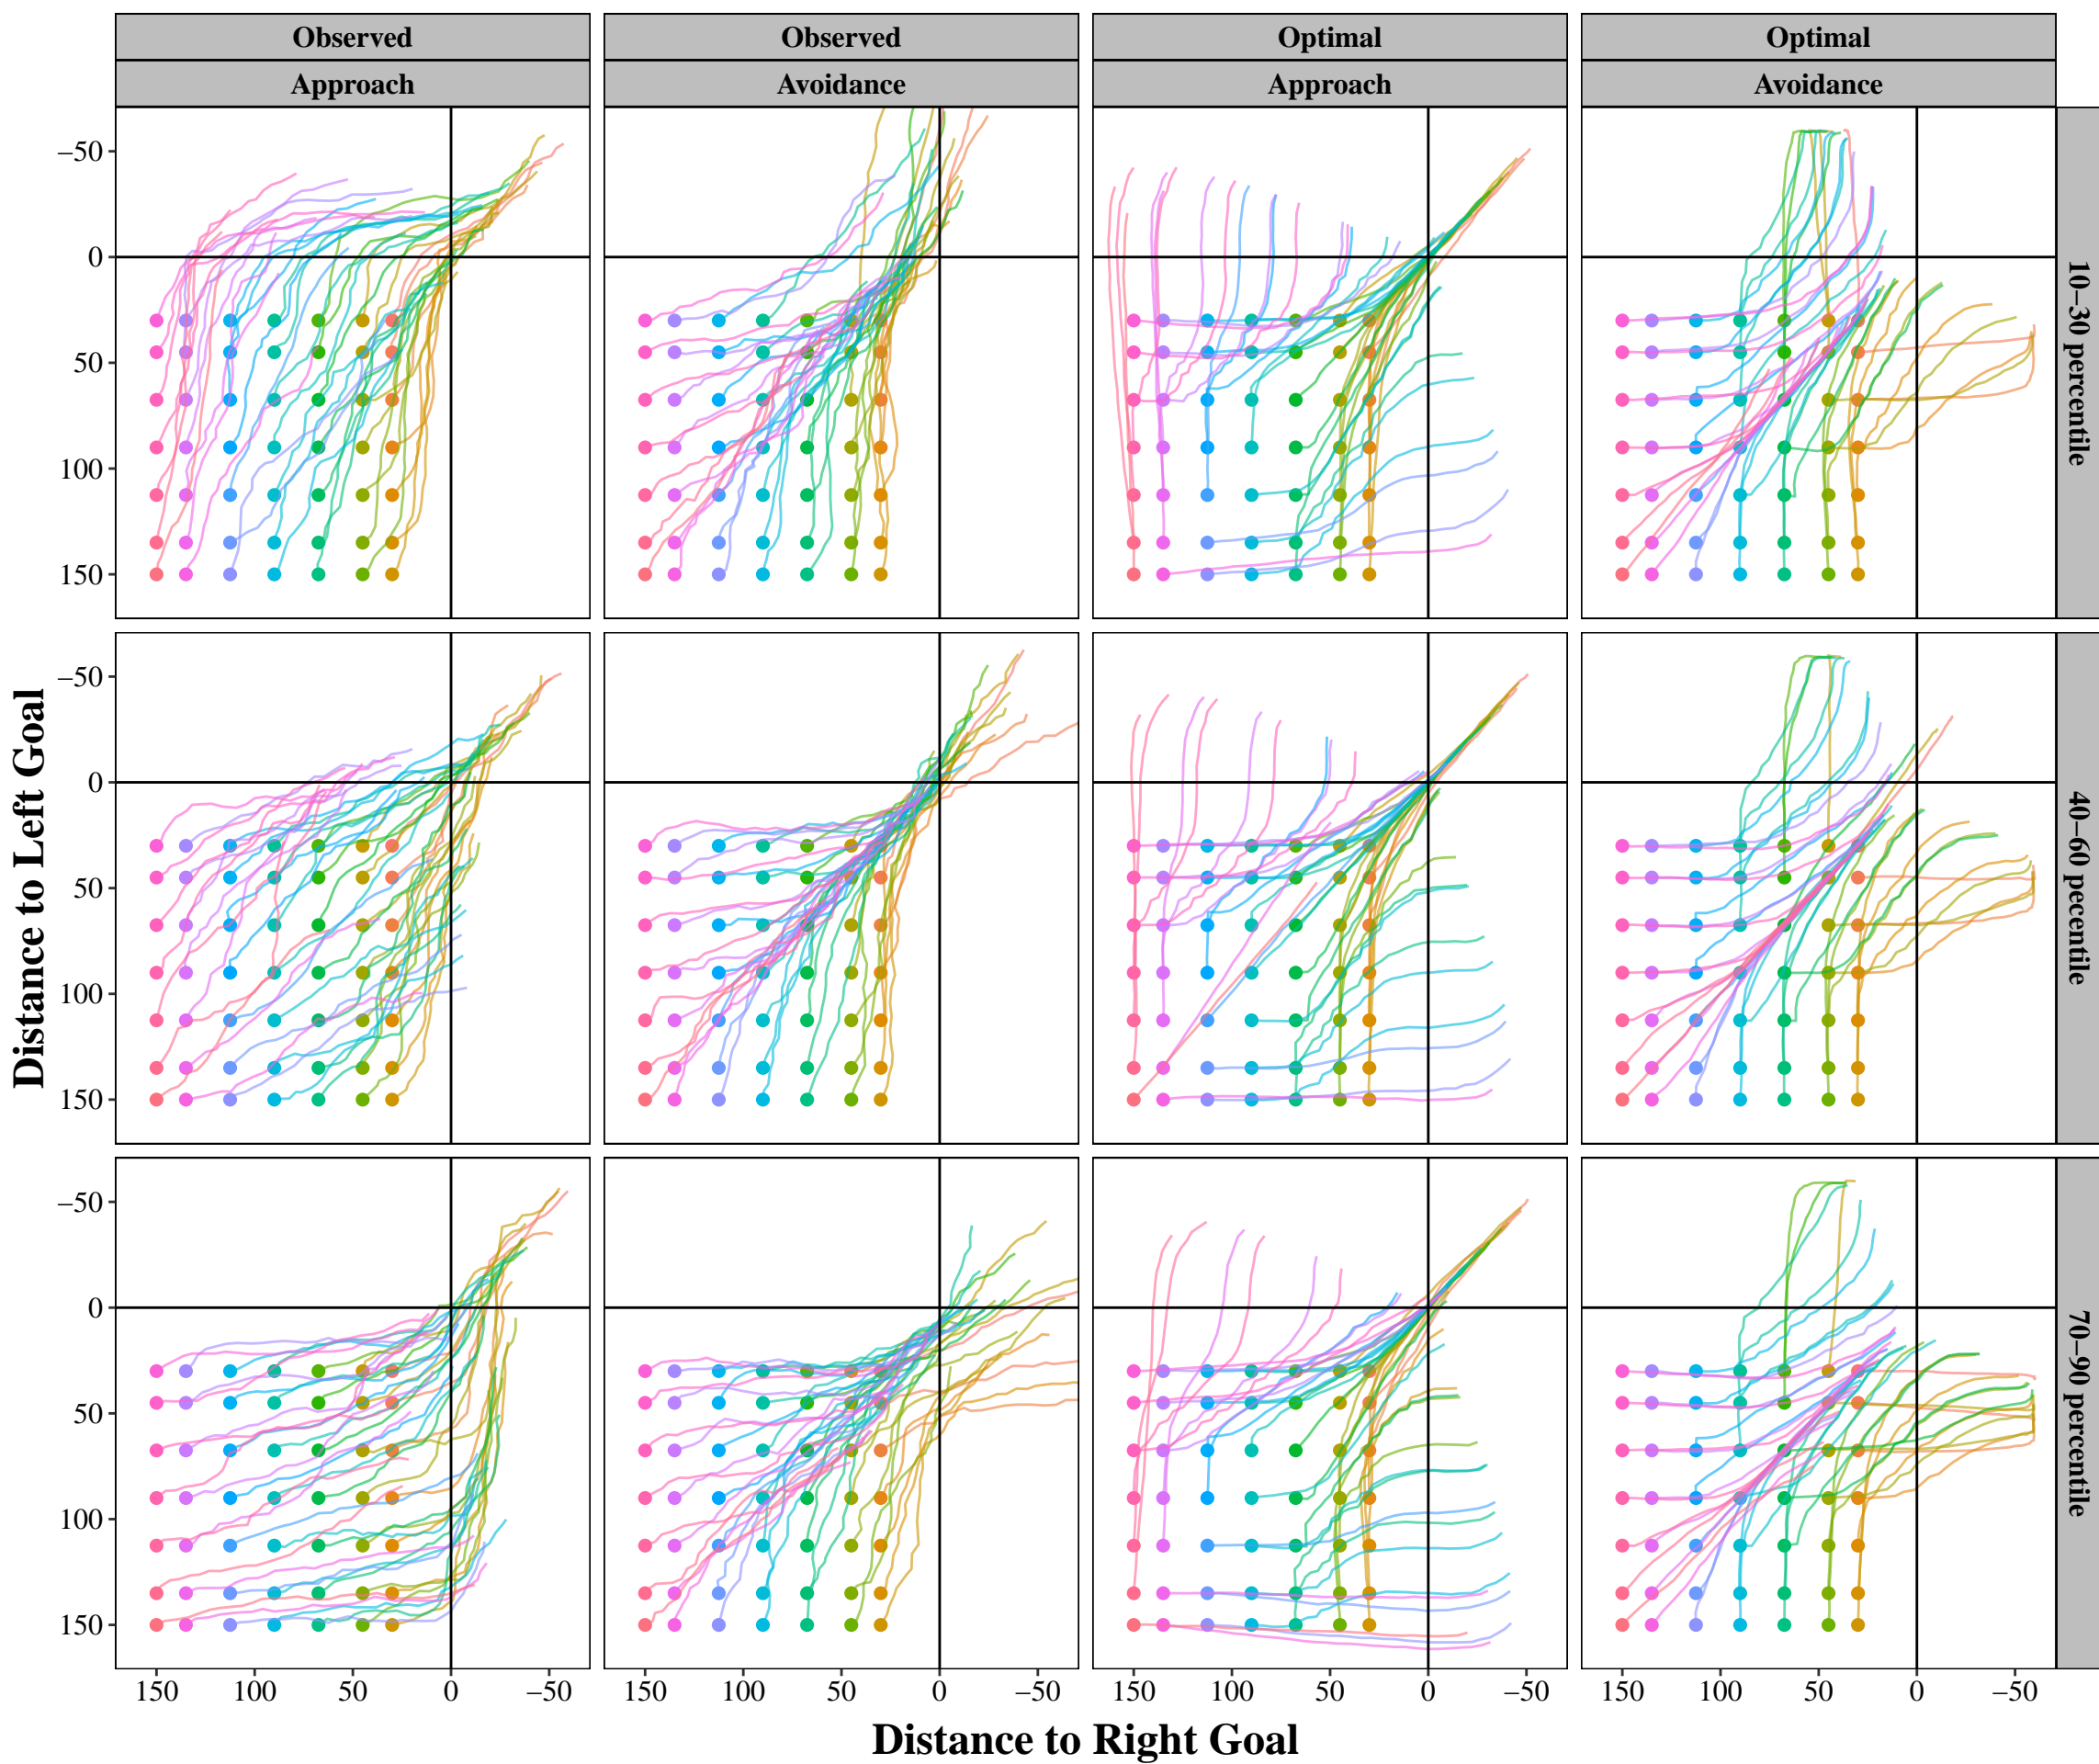 Observed Observed Optimal Optimal
Approach Avoidance Approach Avoidance
−50
0
50
100
150
10−30 percentile
−50
0
50
100
150
40−60 pecentile
−50
0
50
100
150
70−90 percentile
Distance to Left Goal
150 100 50 0 −50 150 100 50 0 −50 150 100 50 0 −50 150 100 50 0 −50
Distance to Right Goal